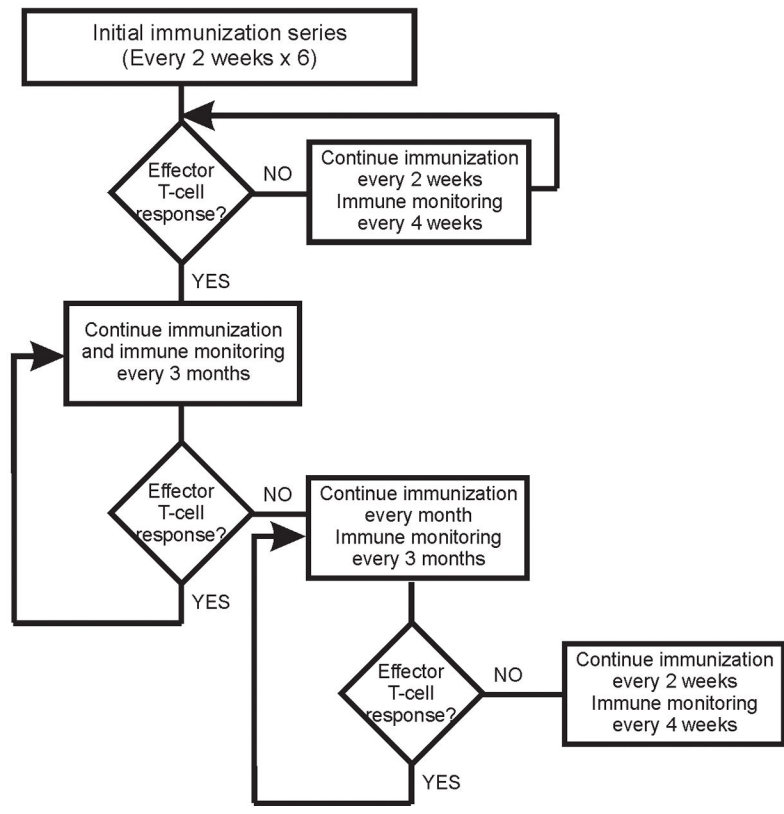 Initial immunization series
(Every 2 weeks x 6)
Effector
T-cell
response?
NO
Continue immunization
every 2 weeks
Immune monitoring
every 4 weeks
YES
Continue immunization
and immune monitoring
every 3 months
Effector
T-cell
response?
NO
Continue immunization
every month
Immune monitoring
every 3 months
YES
Effector
T-cell
response?
NO
Continue immunization
every 2 weeks
Immune monitoring
every 4 weeks
YES